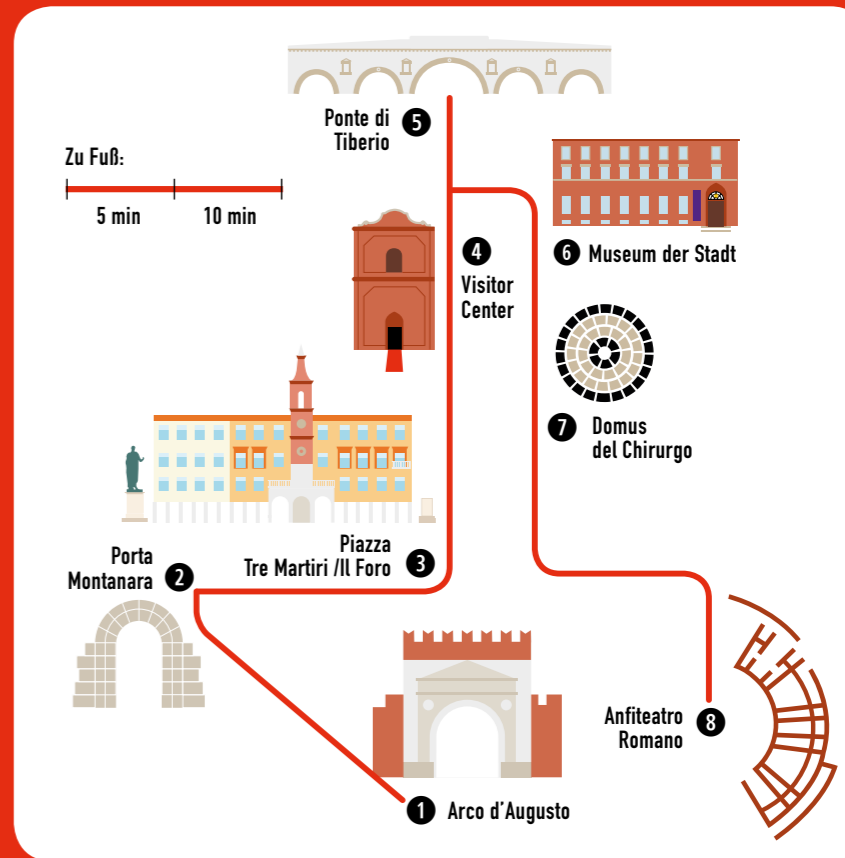 Ponte di
Tiberio
5
Zu Fuß:
5 min
10 min
4
Visitor
Center
6 Museum der Stadt
7 Domus
del Chirurgo
Piazza
Tre Martiri /Il Foro
3
Porta
Montanara
2
Anfiteatro
Romano
8
1 Arco d’Augusto